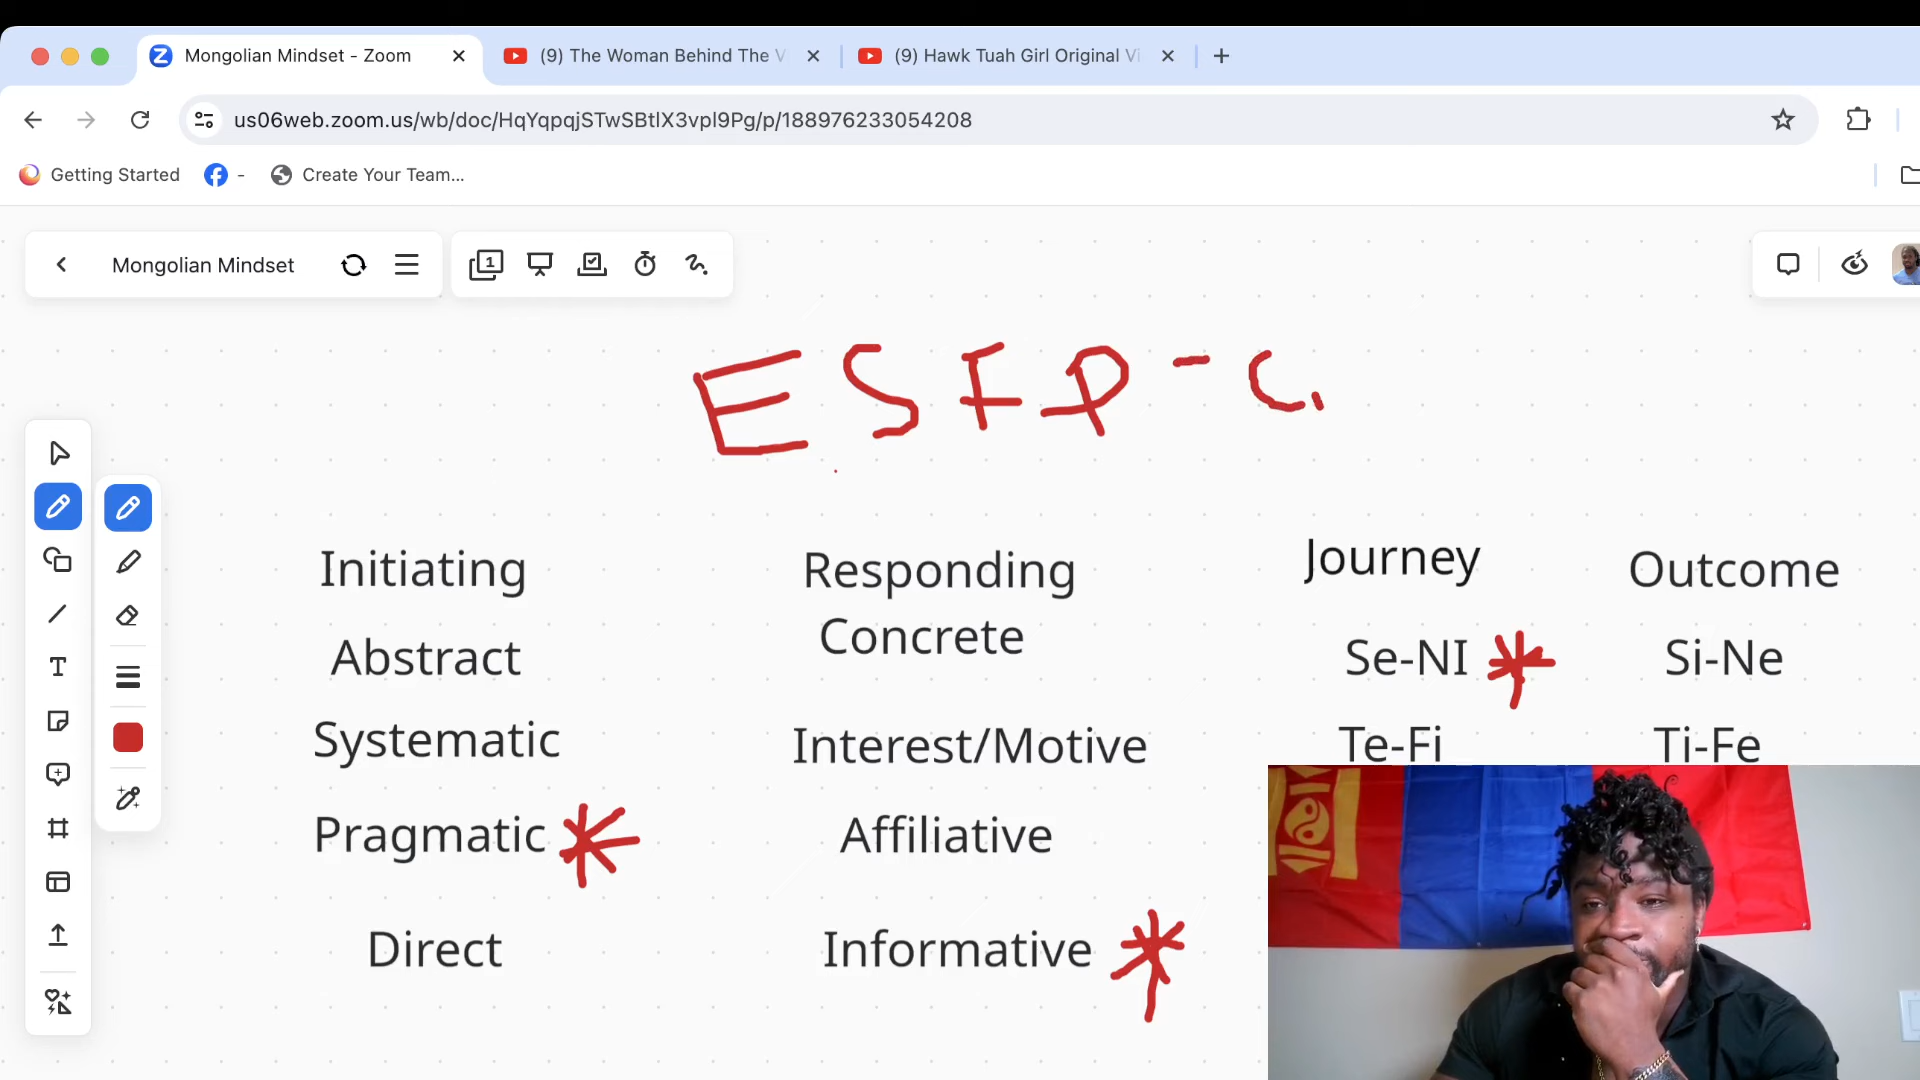 Mongolian Mindset - Zoom
(9) The Woman Behind The V
(9) Hawk Tuah Girl Original Vi
us06web.zoom.us/wb/doc/HqYqpqjSTwSBtlX3vpl9Pg/p/188976233054208
Getting Started
-
Create Your Team...
Mongolian Mindset
1
ESFP-C.
Initiating
Responding
Journey
Outcome
Abstract
Concrete
Se-NI
Si-Ne
Systematic
Interest/Motive
Te-Fi
Ti-Fe
Pragmatic
Affiliative
Direct
Informative
T